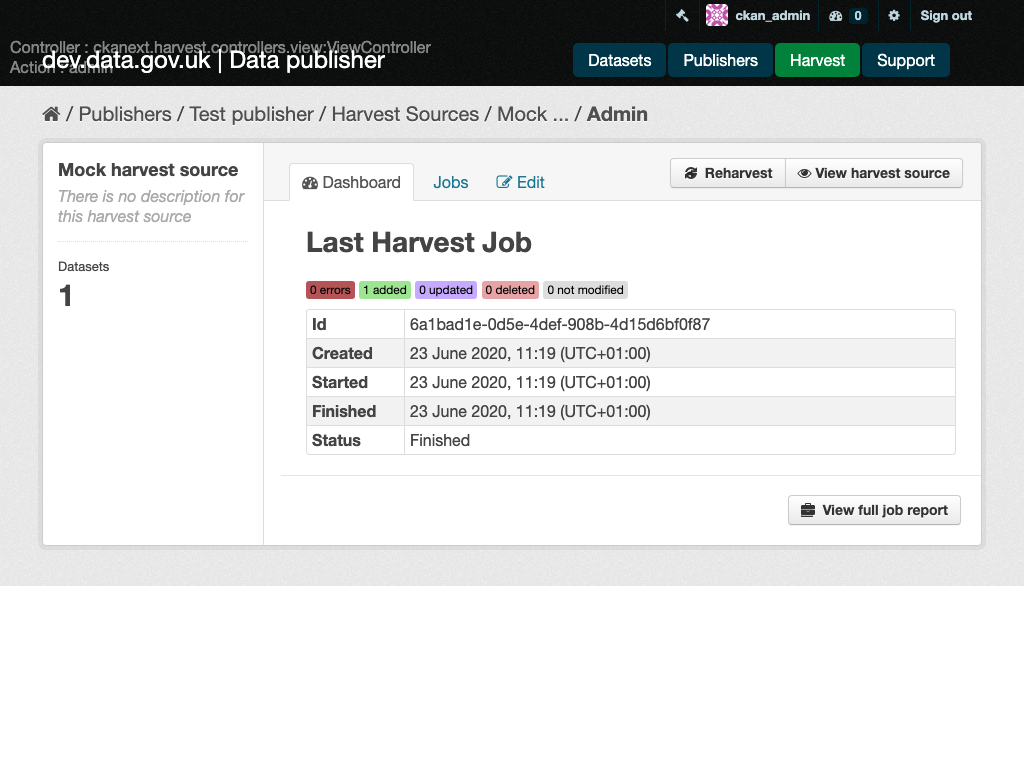 ckan_admin 0 Sign out
Controller : ckanext.harvest.controllers.view:ViewController
dev.data.gov.uk | Data publisher
Action : admin
Datasets Publishers Harvest Support
/ Publishers / Test publisher / Harvest Sources / Mock ... / Admin
Mock harvest source
There is no description for
this harvest source
Datasets
1
Dashboard Jobs Edit
Reharvest View harvest source
Last Harvest Job
0 errors 1 added 0 updated 0 deleted 0 not modified
Id 6a1bad1e-0d5e-4def-908b-4d15d6bf0f87
Created 23 June 2020, 11:19 (UTC+01:00)
Started 23 June 2020, 11:19 (UTC+01:00)
Finished 23 June 2020, 11:19 (UTC+01:00)
Status Finished
View full job report